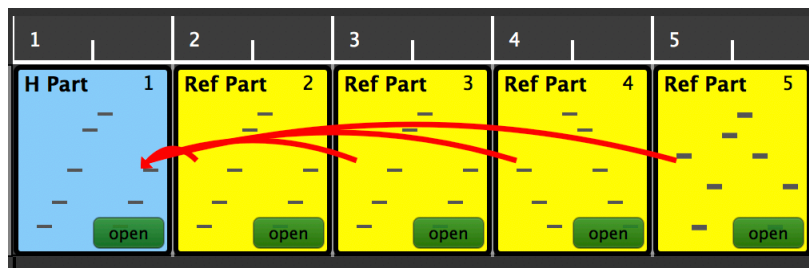 1 2 3 4 5
H Part 1 Ref Part 2 Ref Part 3 Ref Part 4 Ref Part 5
open open open open open